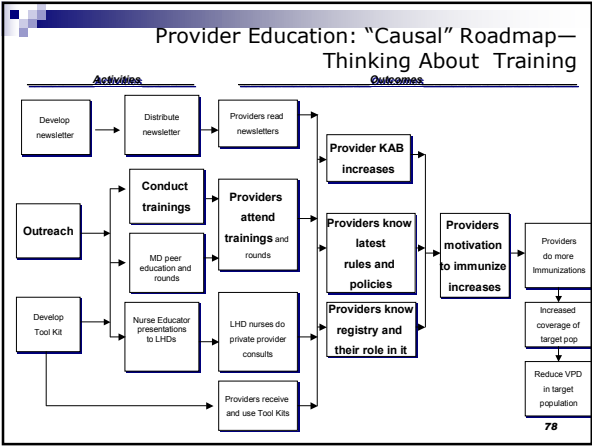 Provider Education: “Causal” Roadmap—
Thinking About Training
Activities
Outcomes
Develop
newsletter
Distribute
newsletter
Providers read
newsletters
Provider KAB
increases
Outreach
Conduct
trainings
Providers
attend
trainings and
rounds
MD peer
education and
rounds
Providers know
latest
rules and
policies
Providers
motivation
to immunize
increases
Providers
do more
Immunizations
Develop
Tool Kit
Nurse Educator
presentations
to LHDs
LHD nurses do
private provider
consults
Providers know
registry and
their role in it
Increased
coverage of
target pop
Providers receive
and use Tool Kits
Reduce VPD
in target
population
78